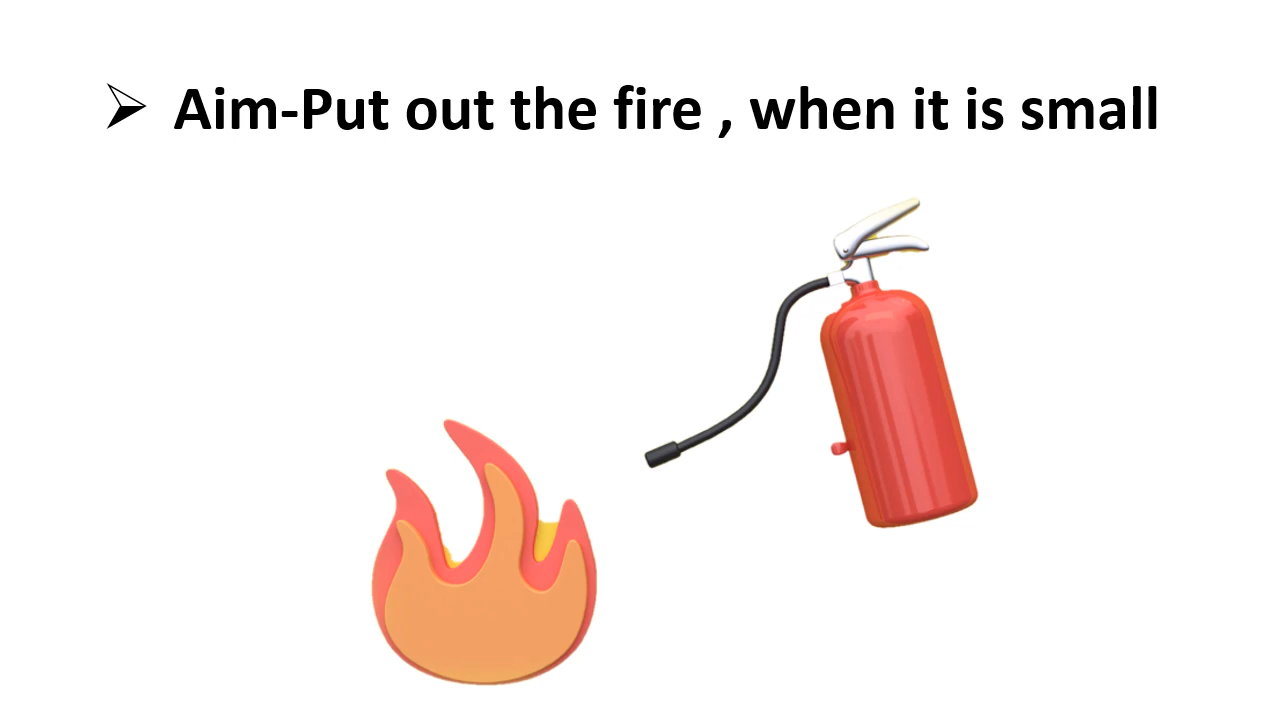 ➢ Aim-Put out the fire , when it is small